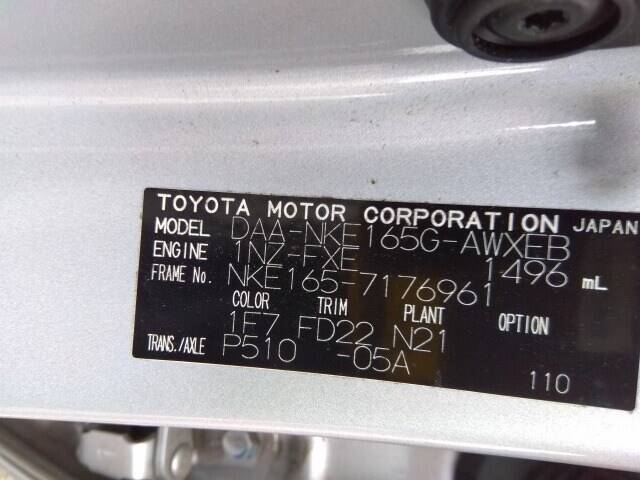 TOYOTA MOTOR CORPORATION JAPAN
MODEL DAA-NKE165G-AWXEB
ENGINE 1NZ-FXE 1496 mL
FRAME No. NKE165-7176961
COLOR TRIM PLANT OPTION
1F7 FD22 N21
TRANS./AXLE P510 -05A
110